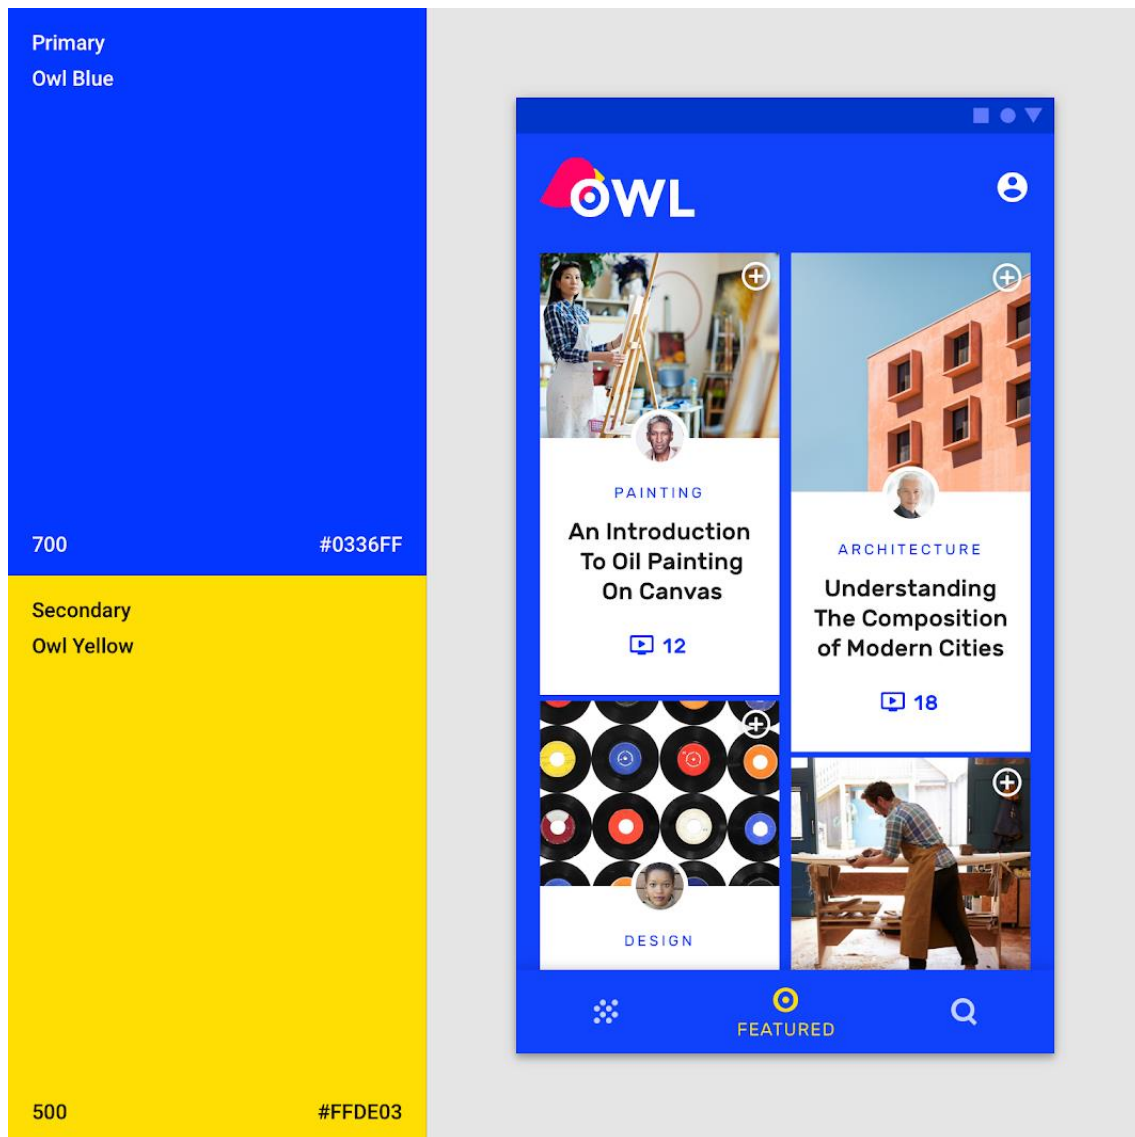 Primary
Owl Blue
700 #0336FF
Secondary
Owl Yellow
500 #FFDE03
OWL
PAINTING
An Introduction
To Oil Painting
On Canvas
12
ARCHITECTURE
Understanding
The Composition
of Modern Cities
18
DESIGN
FEATURED